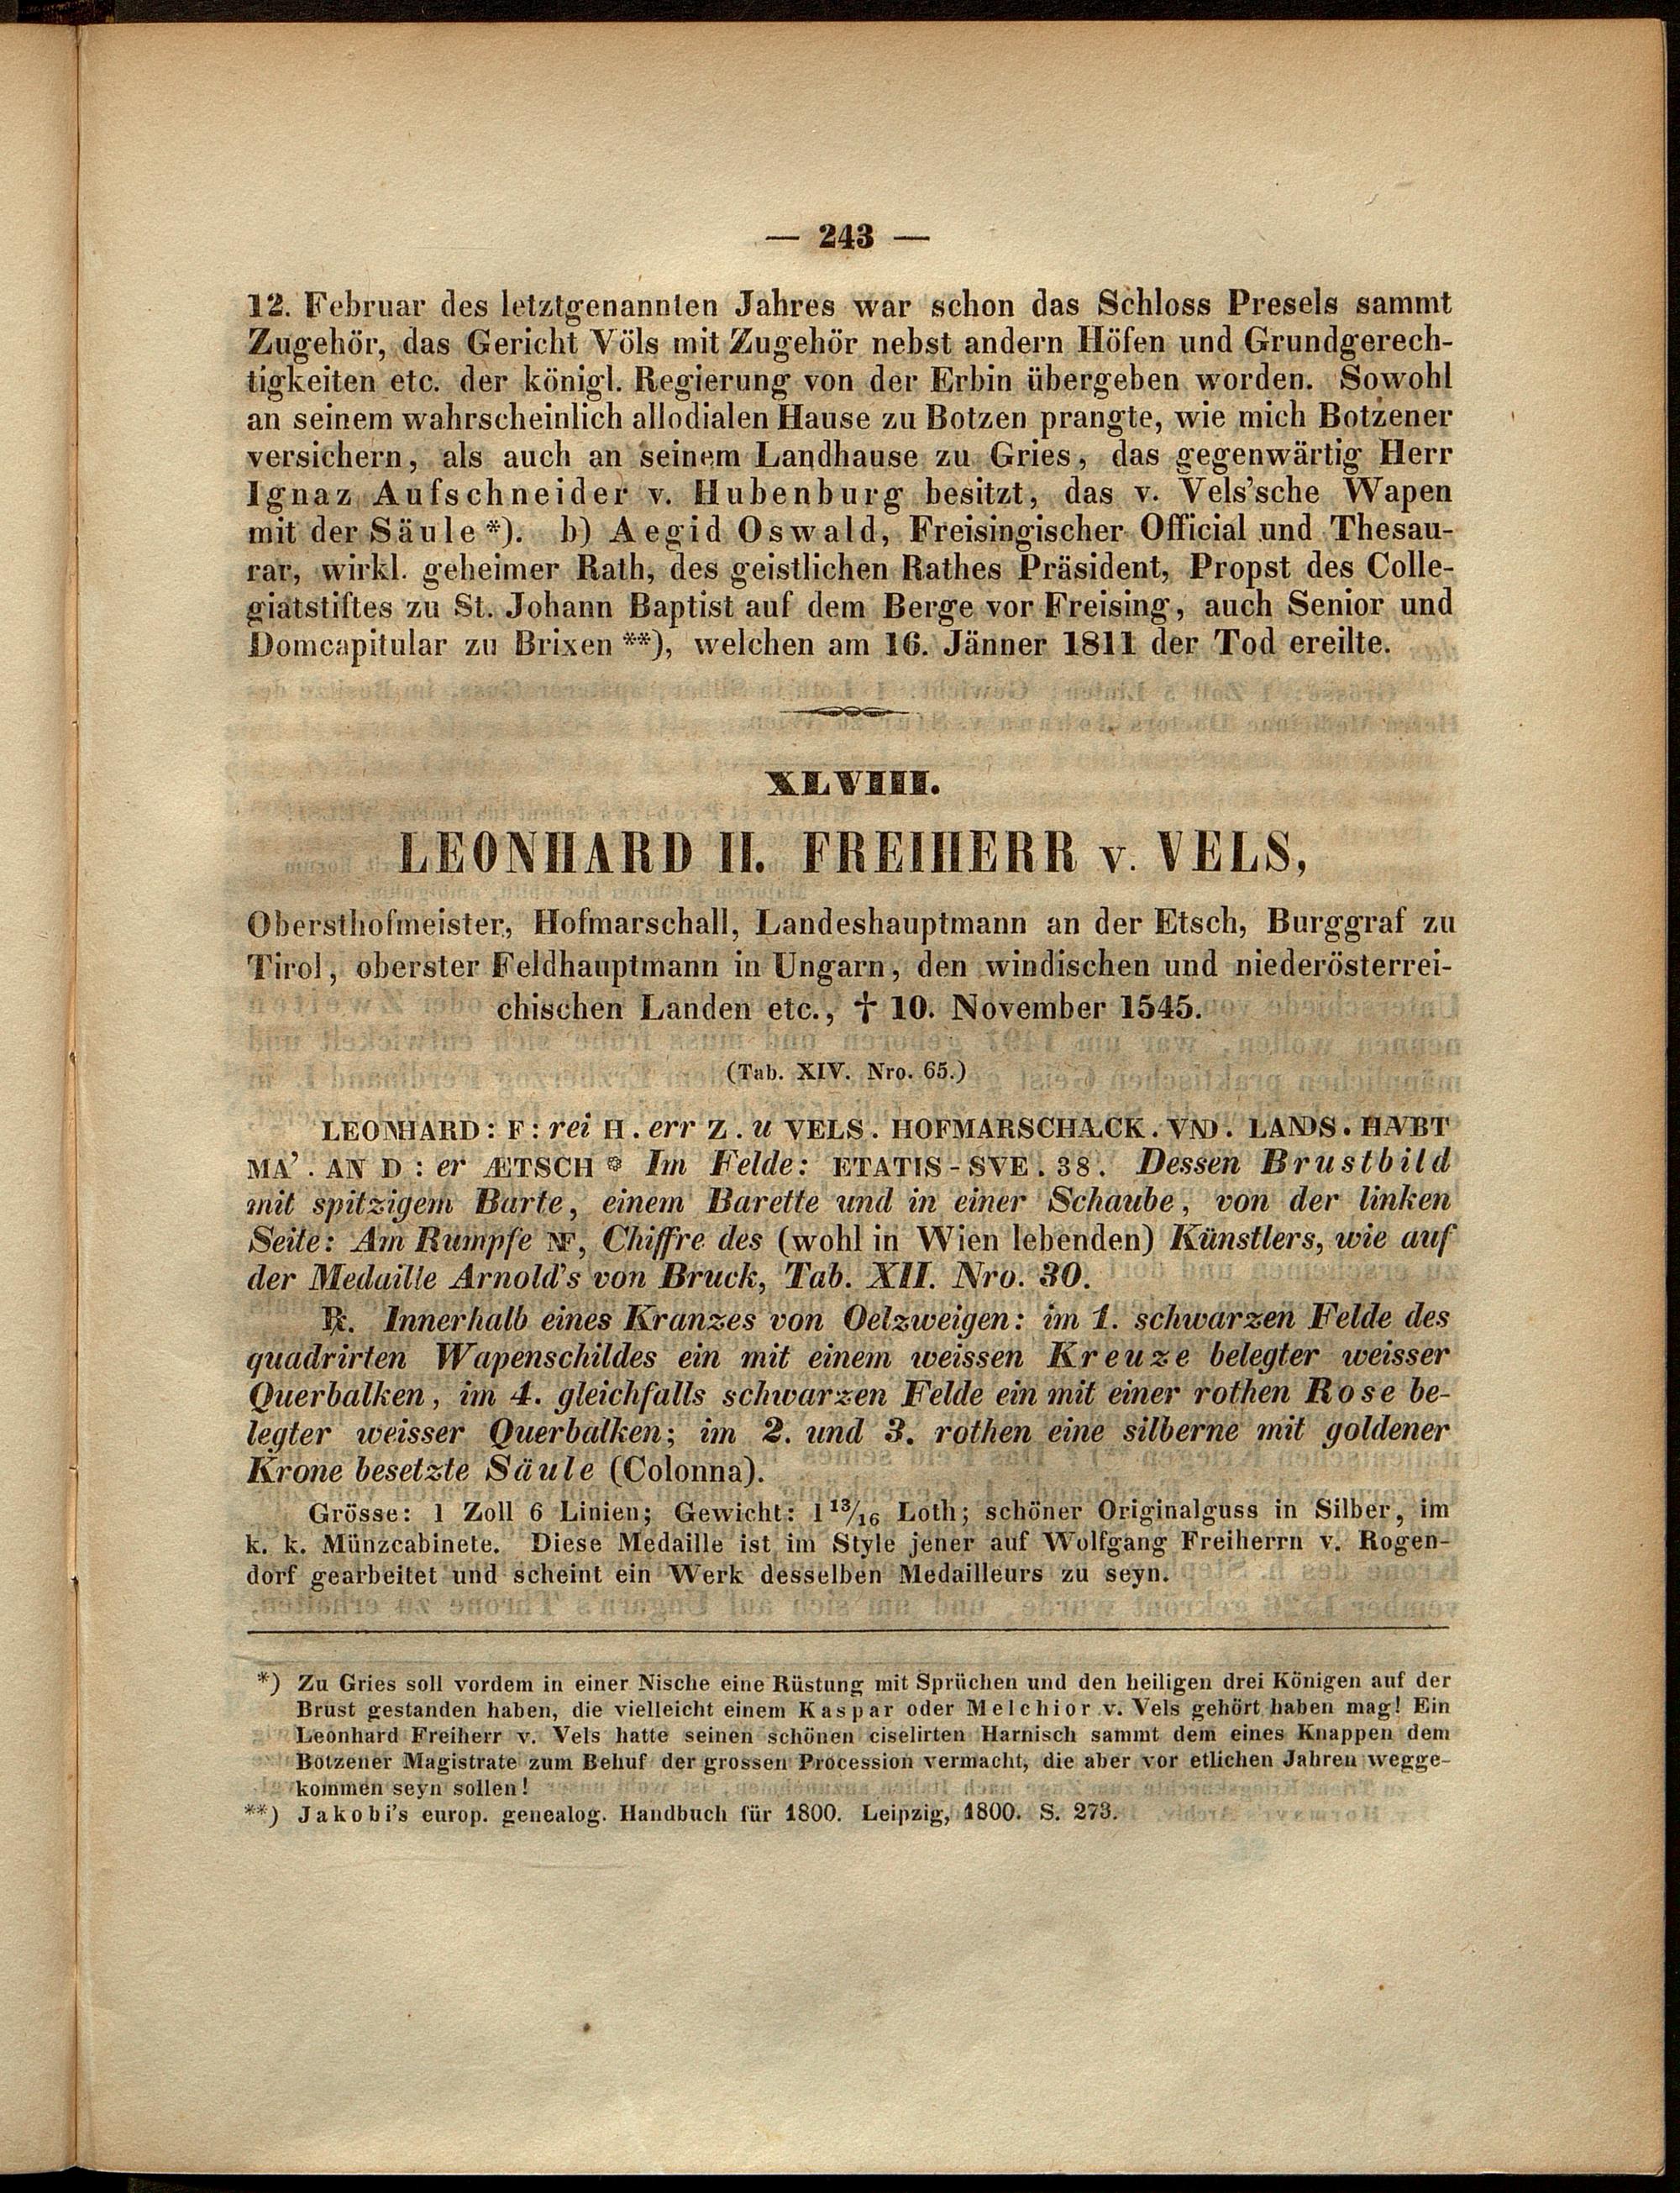 — 243 —
12. Februar des letztgenannten Jahres war schon das Schloss Presels sammt
Zugehör, das Gericht Völs mit Zugehör nebst andern Höfen und Grundgerech-
tigkeiten etc. der königl. Regierung von der Erbin übergeben worden. Sowohl
an seinem wahrscheinlich allodialen Hause zu Botzen prangte, wie mich Botzener
versichern, als auch an seinem Landhause zu Gries, das gegenwärtig Herr
Ignaz Aufschneider v. Hubenburg besitzt, das v. Vels'sche Wapen
mit der Säule *). b) Aegid Oswald, Freisingischer Official und Thesau-
rar, wirkl. geheimer Rath, des geistlichen Rathes Präsident, Propst des Colle-
giatstiftes zu St. Johann Baptist auf dem Berge vor Freising, auch Senior und
Domcapitular zu Brixen **), welchen am 16. Jänner 1811 der Tod ereilte.
XLVIII.
LEONHARD II. FREIHERR v. VELS,
Obersthofmeister, Hofmarschall, Landeshauptmann an der Etsch, Burggraf zu
Tirol, oberster Feldhauptmann in Ungarn, den windischen und niederösterrei-
chischen Landen etc., † 10. November 1545.
(Tab. XIV. Nro. 65.)
LEONHARD : F : rei H . err Z . u VELS . HOFMARSCHALCK . VND . LANDS . HAVBT
MA' . AN D : er ÆTSCH Im Felde: ETATIS - SVE . 38. Dessen Brustbild
mit spitzigem Barte, einem Barette und in einer Schaube, von der linken
Seite: Am Rumpfe NF, Chiffre des (wohl in Wien lebenden) Künstlers, wie auf
der Medaille Arnold's von Bruck, Tab. XII. Nro. 30.
℞. Innerhalb eines Kranzes von Oelzweigen: im 1. schwarzen Felde des
quadrirten Wapenschildes ein mit einem weissen Kreuze belegter weisser
Querbalken, im 4. gleichfalls schwarzen Felde ein mit einer rothen Rose be-
legter weisser Querbalken; im 2. und 3. rothen eine silberne mit goldener
Krone besetzte Säule (Colonna).
Grösse: 1 Zoll 6 Linien; Gewicht: 1 13/16 Loth; schöner Originalguss in Silber, im
k. k. Münzcabinete. Diese Medaille ist im Style jener auf Wolfgang Freiherrn v. Rogen-
dorf gearbeitet und scheint ein Werk desselben Medailleurs zu seyn.
*) Zu Gries soll vordem in einer Nische eine Rüstung mit Sprüchen und den heiligen drei Königen auf der
Brust gestanden haben, die vielleicht einem Kaspar oder Melchior v. Vels gehört haben mag! Ein
Leonhard Freiherr v. Vels hatte seinen schönen ciselirten Harnisch sammt dem eines Knappen dem
Botzener Magistrate zum Behuf der grossen Procession vermacht, die aber vor etlichen Jahren wegge-
kommen seyn sollen!
**) Jakobi's europ. genealog. Handbuch für 1800. Leipzig, 1800. S. 273.